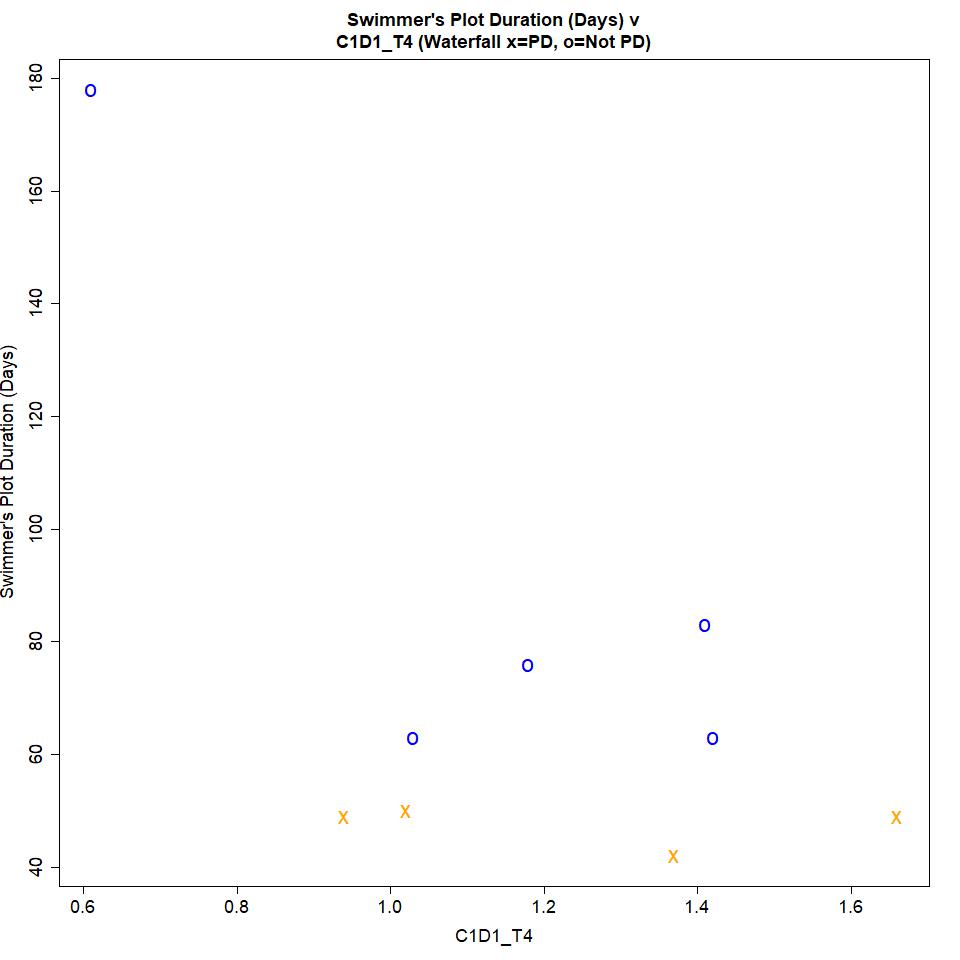 Swimmer's Plot Duration (Days) v
C1D1_T4 (Waterfall x=PD, o=Not PD)
Swimmer's Plot Duration (Days)
180
160
140
120
100
80
60
40
o
o
o
o
o
x
x
x
x
0.6 0.8 1.0 1.2 1.4 1.6
C1D1_T4